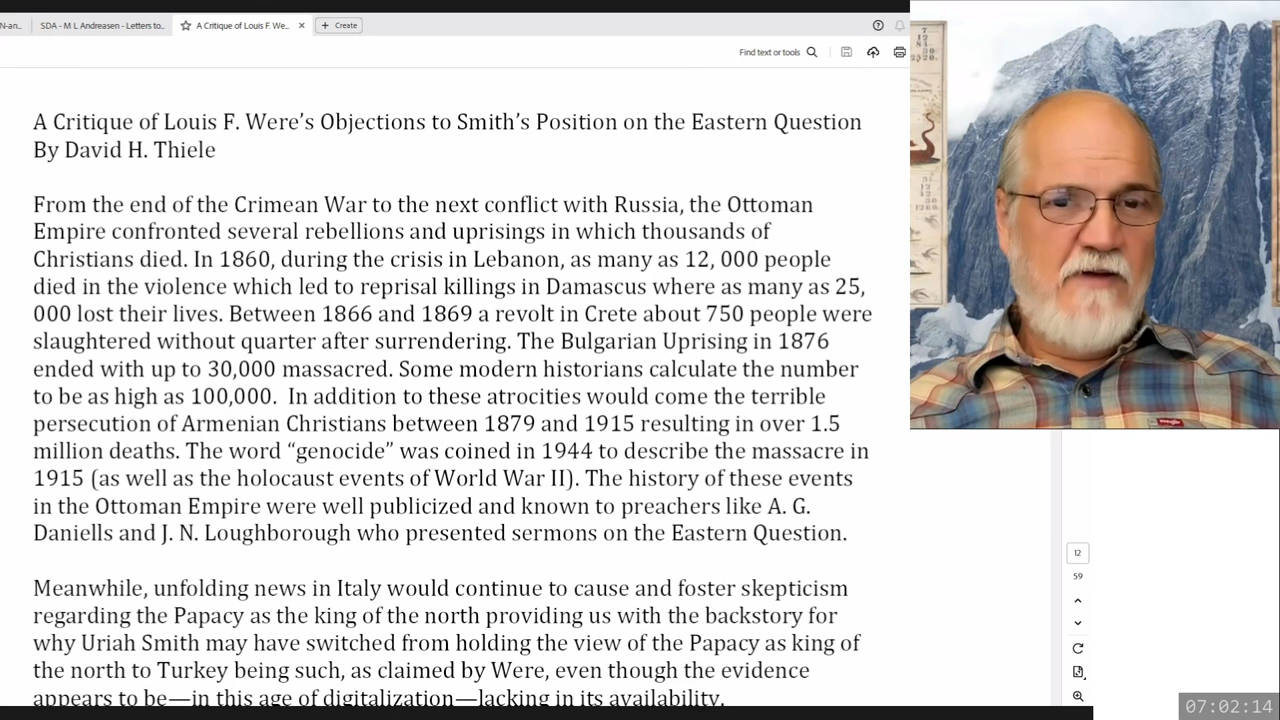 N-an..
SDA - M L Andreasen - Letters to..
A Critique of Louis F. We..
Create
Find text or tools
A Critique of Louis F. Were's Objections to Smith's Position on the Eastern Question
By David H. Thiele
From the end of the Crimean War to the next conflict with Russia, the Ottoman
Empire confronted several rebellions and uprisings in which thousands of
Christians died. In 1860, during the crisis in Lebanon, as many as 12, 000 people
died in the violence which led to reprisal killings in Damascus where as many as 25,
000 lost their lives. Between 1866 and 1869 a revolt in Crete about 750 people were
slaughtered without quarter after surrendering. The Bulgarian Uprising in 1876
ended with up to 30,000 massacred. Some modern historians calculate the number
to be as high as 100,000.  In addition to these atrocities would come the terrible
persecution of Armenian Christians between 1879 and 1915 resulting in over 1.5
million deaths. The word “genocide” was coined in 1944 to describe the massacre in
1915 (as well as the holocaust events of World War II). The history of these events
in the Ottoman Empire were well publicized and known to preachers like A. G.
Daniells and J. N. Loughborough who presented sermons on the Eastern Question.
Meanwhile, unfolding news in Italy would continue to cause and foster skepticism
regarding the Papacy as the king of the north providing us with the backstory for
why Uriah Smith may have switched from holding the view of the Papacy as king of
the north to Turkey being such, as claimed by Were, even though the evidence
appears to be—in this age of digitalization—lacking in its availability.
12
59
07:02:14